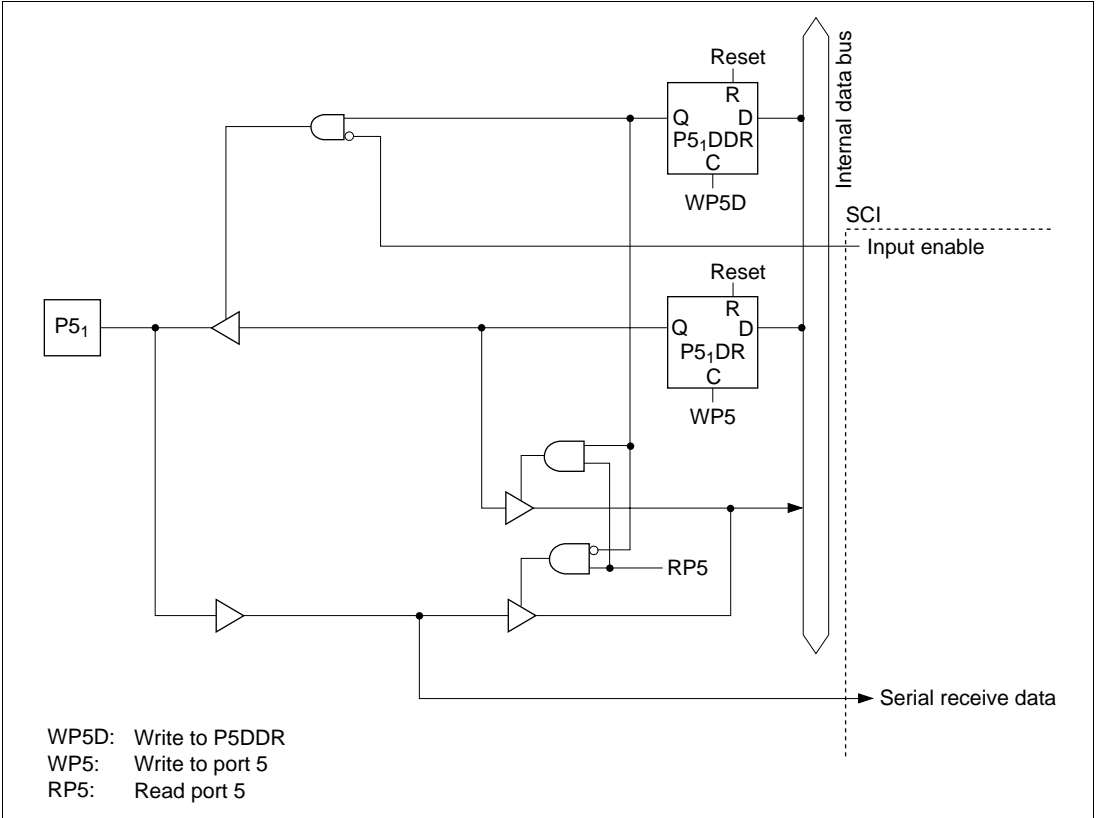 Reset
R
Q D
P5₁DDR
C
WP5D
Internal data bus
SCI
Input enable
Reset
R
P5₁
Q D
P5₁DR
C
WP5
RP5
Serial receive data
WP5D: Write to P5DDR
WP5: Write to port 5
RP5: Read port 5